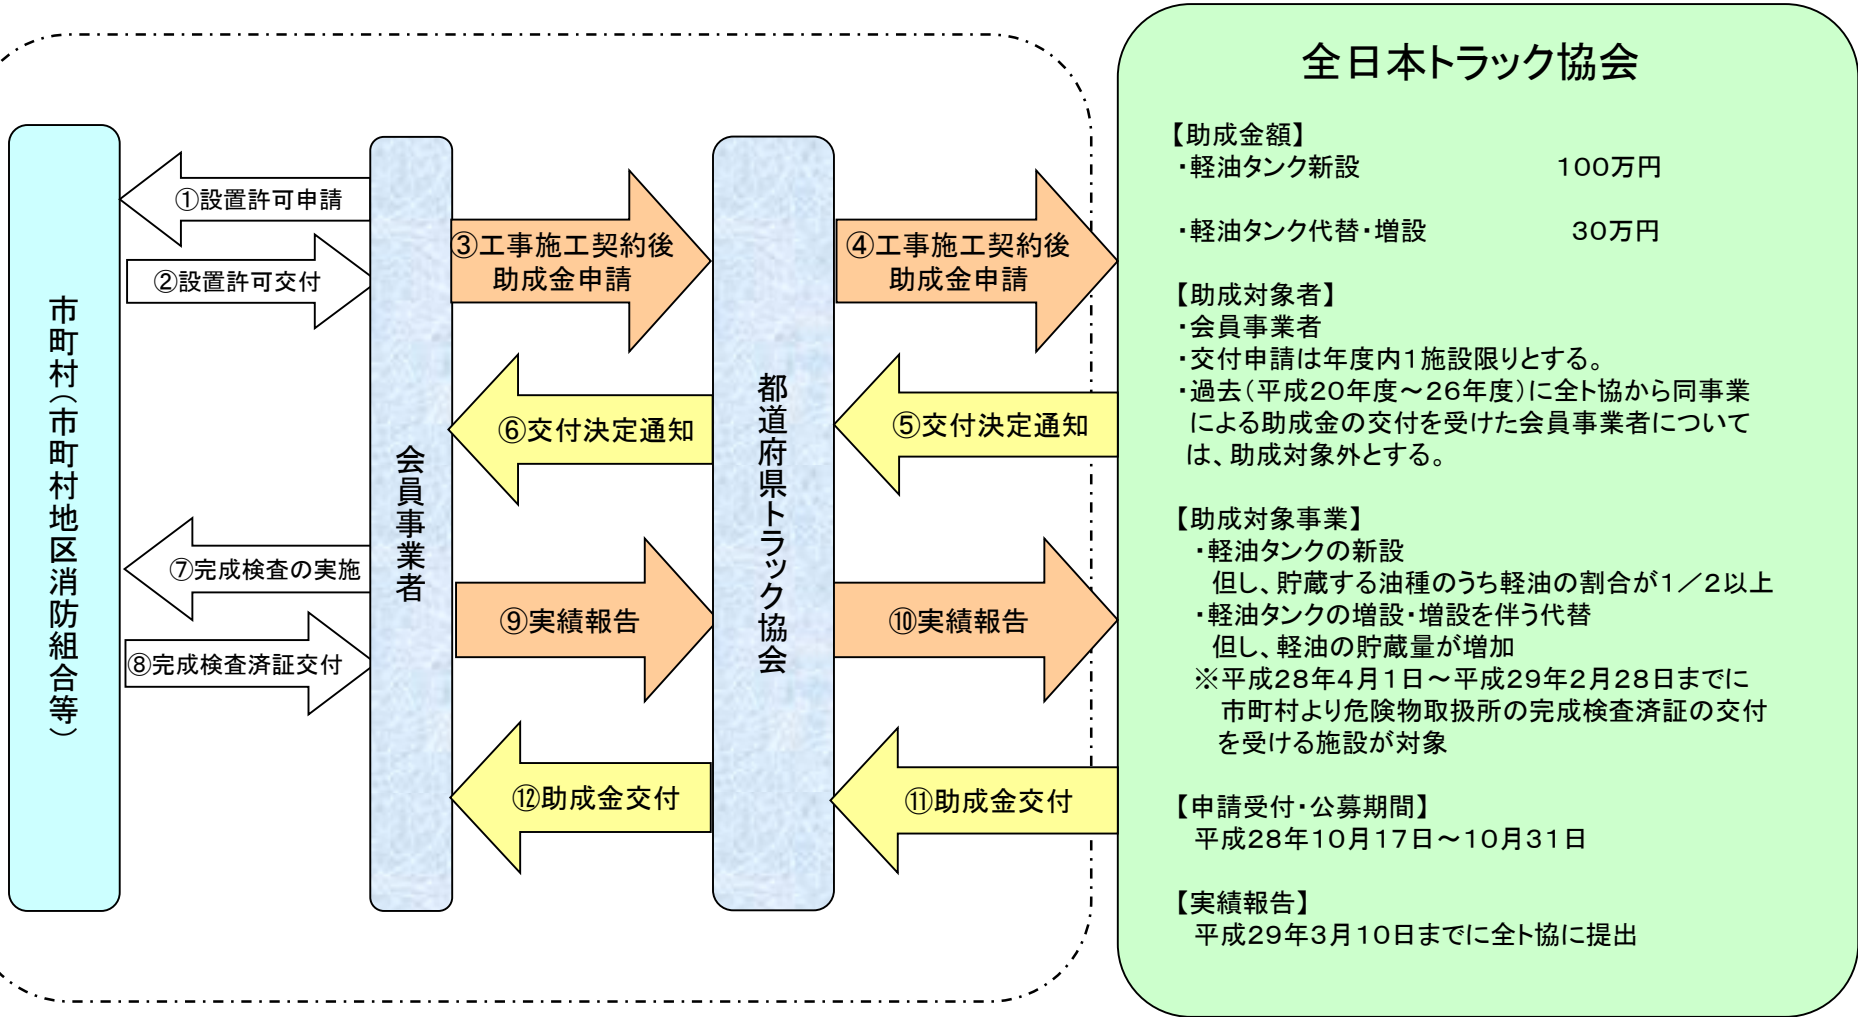 市町村（市町村地区消防組合等）
①設置許可申請
②設置許可交付
⑦完成検査の実施
⑧完成検査済証交付
会員事業者
③工事施工契約後
助成金申請
⑥交付決定通知
⑨実績報告
⑫助成金交付
都道府県トラック協会
④工事施工契約後
助成金申請
⑤交付決定通知
⑩実績報告
⑪助成金交付
全日本トラック協会
【助成金額】
・軽油タンク新設　１００万円
・軽油タンク代替・増設　３０万円
【助成対象者】
・会員事業者
・交付申請は年度内１施設限りとする。
・過去（平成２０年度～２６年度）に全ト協から同事業
による助成金の交付を受けた会員事業者について
は、助成対象外とする。
【助成対象事業】
・軽油タンクの新設
但し、貯蔵する油種のうち軽油の割合が１／２以上
・軽油タンクの増設・増設を伴う代替
但し、軽油の貯蔵量が増加
※平成２８年４月１日～平成２９年２月２８日までに
市町村より危険物取扱所の完成検査済証の交付
を受ける施設が対象
【申請受付・公募期間】
平成２８年１０月１７日～１０月３１日
【実績報告】
平成２９年３月１０日までに全ト協に提出